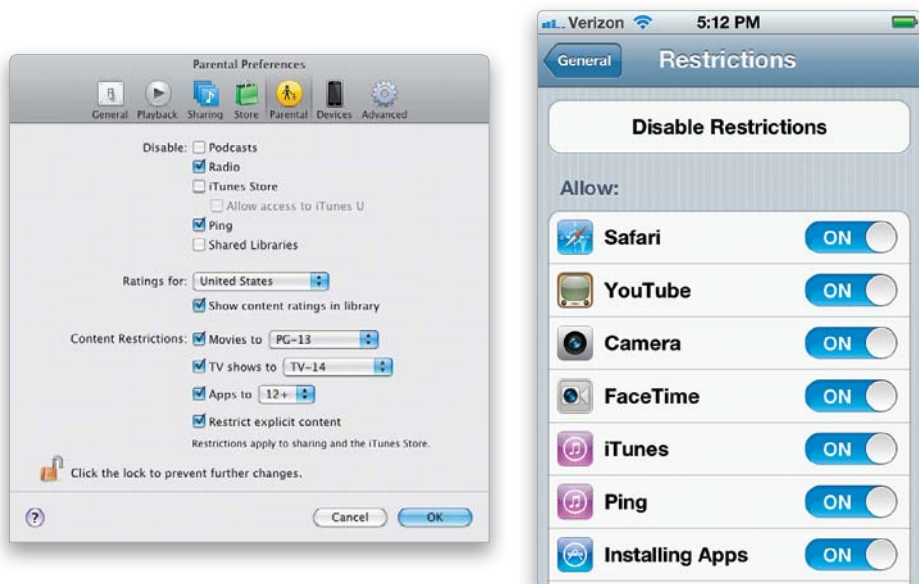 Parental Preferences
General Playback Sharing Store Parental Devices Advanced
Disable: Podcasts
Radio
iTunes Store
Allow access to iTunes U
Ping
Shared Libraries
Ratings for: United States
Show content ratings in library
Content Restrictions: Movies to PG-13
TV shows to TV-14
Apps to 12+
Restrict explicit content
Restrictions apply to sharing and the iTunes Store.
Click the lock to prevent further changes.
? Cancel OK
Verizon 5:12 PM
General Restrictions
Disable Restrictions
Allow:
Safari ON
YouTube ON
Camera ON
FaceTime ON
iTunes ON
Ping ON
Installing Apps ON